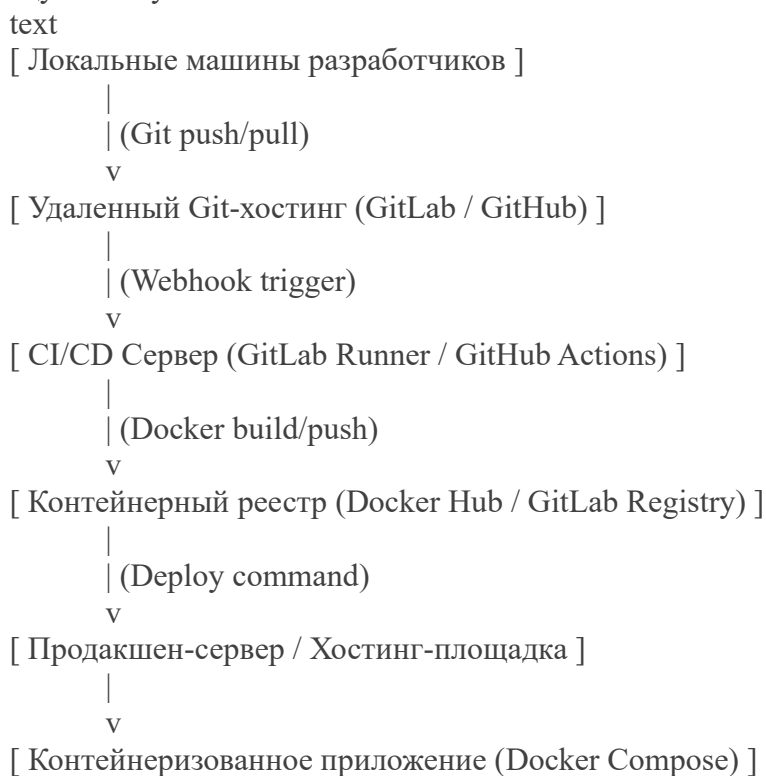 text
[ Локальные машины разработчиков ]
|
| (Git push/pull)
v
[ Удаленный Git-хостинг (GitLab / GitHub) ]
|
| (Webhook trigger)
v
[ CI/CD Сервер (GitLab Runner / GitHub Actions) ]
|
| (Docker build/push)
v
[ Контейнерный реестр (Docker Hub / GitLab Registry) ]
|
| (Deploy command)
v
[ Продакшен-сервер / Хостинг-площадка ]
|
v
[ Контейнеризованное приложение (Docker Compose) ]